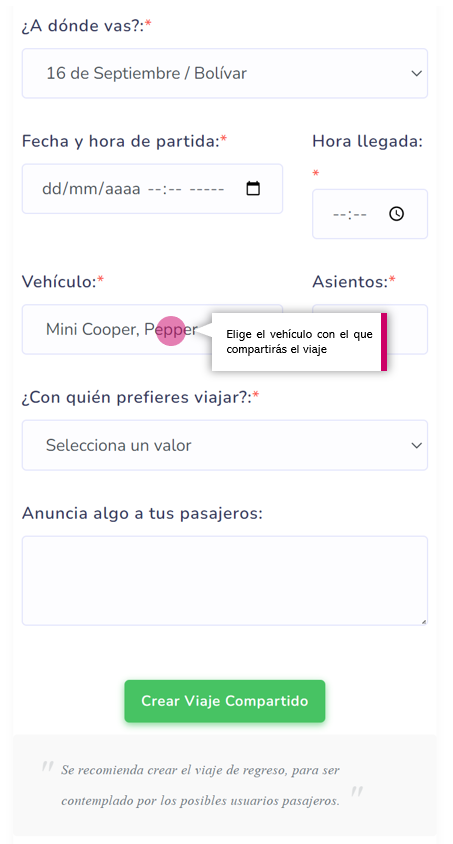 ¿A dónde vas?:*
16 de Septiembre / Bolívar
Fecha y hora de partida:*
Hora llegada:
*
dd/mm/aaaa --:-- -----
--:--
Vehículo:*
Asientos:*
Mini Cooper, Pepper
Elige el vehículo con el que
compartirás el viaje
¿Con quién prefieres viajar?:*
Selecciona un valor
Anuncia algo a tus pasajeros:
Crear Viaje Compartido
" Se recomienda crear el viaje de regreso, para ser
contemplado por los posibles usuarios pasajeros. "